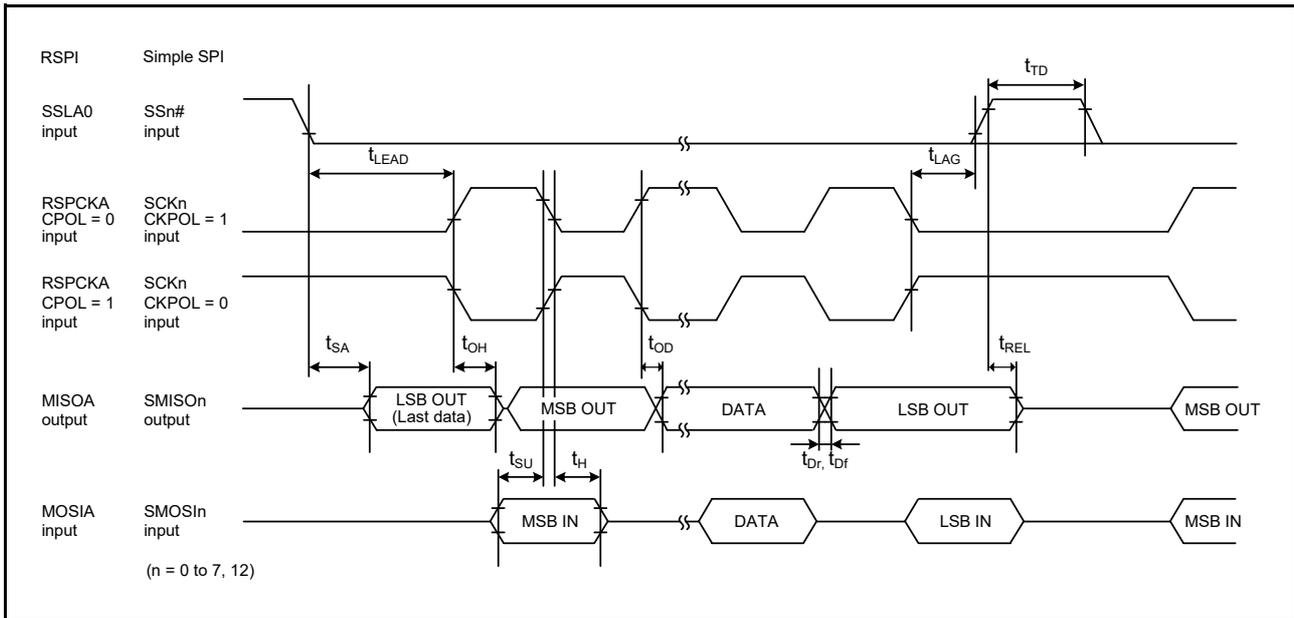 RSPI Simple SPI
tTD
SSLA0 SSn#
input input
tLEAD
tLAG
RSPCKA SCKn
CPOL = 0 CKPOL = 1
input input
RSPCKA SCKn
CPOL = 1 CKPOL = 0
input input
tSA tOH tOD tREL
MISOA SMISOn
output output
LSB OUT
(Last data)
MSB OUT DATA LSB OUT MSB OUT
tSU tH tDr, tDf
MOSIA SMOSIn
input input
MSB IN DATA LSB IN MSB IN
(n = 0 to 7, 12)